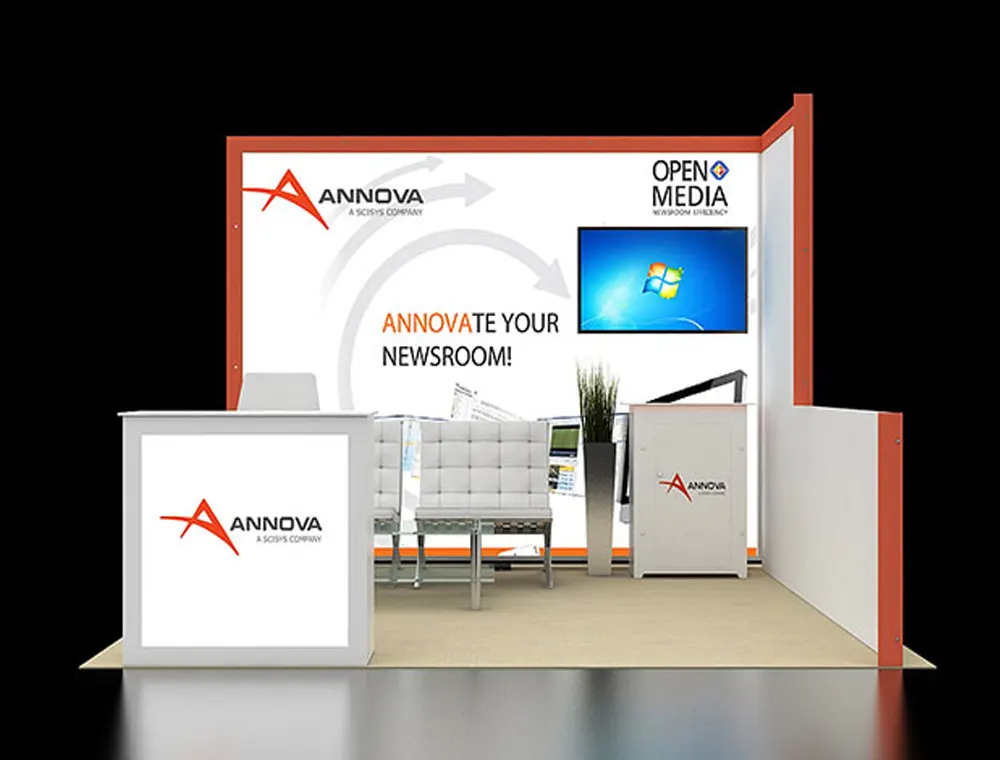 ANNOVA
A SCISYS COMPANY
OPEN
MEDIA
NEWSROOM EFFICIENCY
ANNOVATE YOUR
NEWSROOM!
ANNOVA
A SCISYS COMPANY
ANNOVA